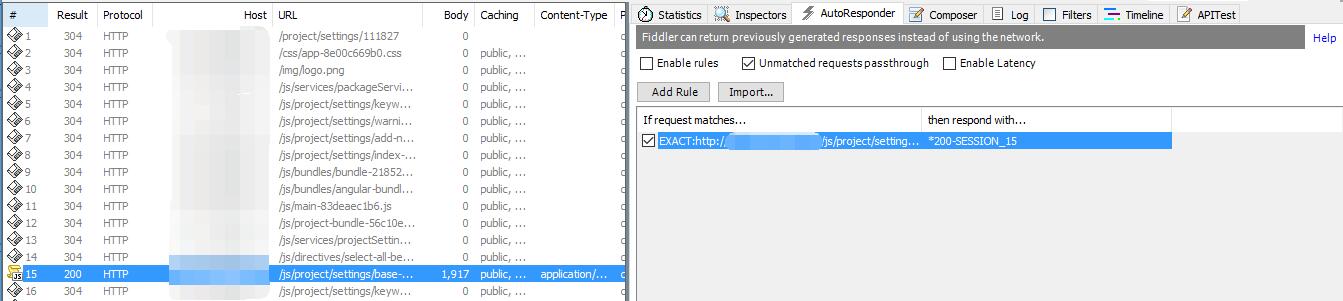 # Result Protocol Host URL Body Caching Content-Type
1 304 HTTP /project/settings/111827 0
2 304 HTTP /css/app-8e00c669b0.css 0 public, ...
3 304 HTTP /img/logo.png 0 public, ...
4 304 HTTP /js/services/packageServi... 0 public, ...
5 304 HTTP /js/project/settings/keyw... 0 public, ...
6 304 HTTP /js/project/settings/warni... 0 public, ...
7 304 HTTP /js/project/settings/add-n... 0 public, ...
8 304 HTTP /js/project/settings/index-... 0 public, ...
9 304 HTTP /js/bundles/bundle-21852... 0 public, ...
10 304 HTTP /js/bundles/angular-bundl... 0 public, ...
11 304 HTTP /js/main-83deaec1b6.js 0 public, ...
12 304 HTTP /js/project-bundle-56c10e... 0 public, ...
13 304 HTTP /js/services/projectSettin... 0 public, ...
14 304 HTTP /js/directives/select-all-be... 0 public, ...
15 200 HTTP /js/project/settings/base-... 1,917 public, ... application/...
16 304 HTTP /js/project/settings/keyw... 0 public, ...
Statistics Inspectors AutoResponder Composer Log Filters Timeline APITest
Fiddler can return previously generated responses instead of using the network. Help
Enable rules Unmatched requests passthrough Enable Latency
Add Rule Import...
If request matches... then respond with...
EXACT:http:// /js/project/setting... *200-SESSION_15